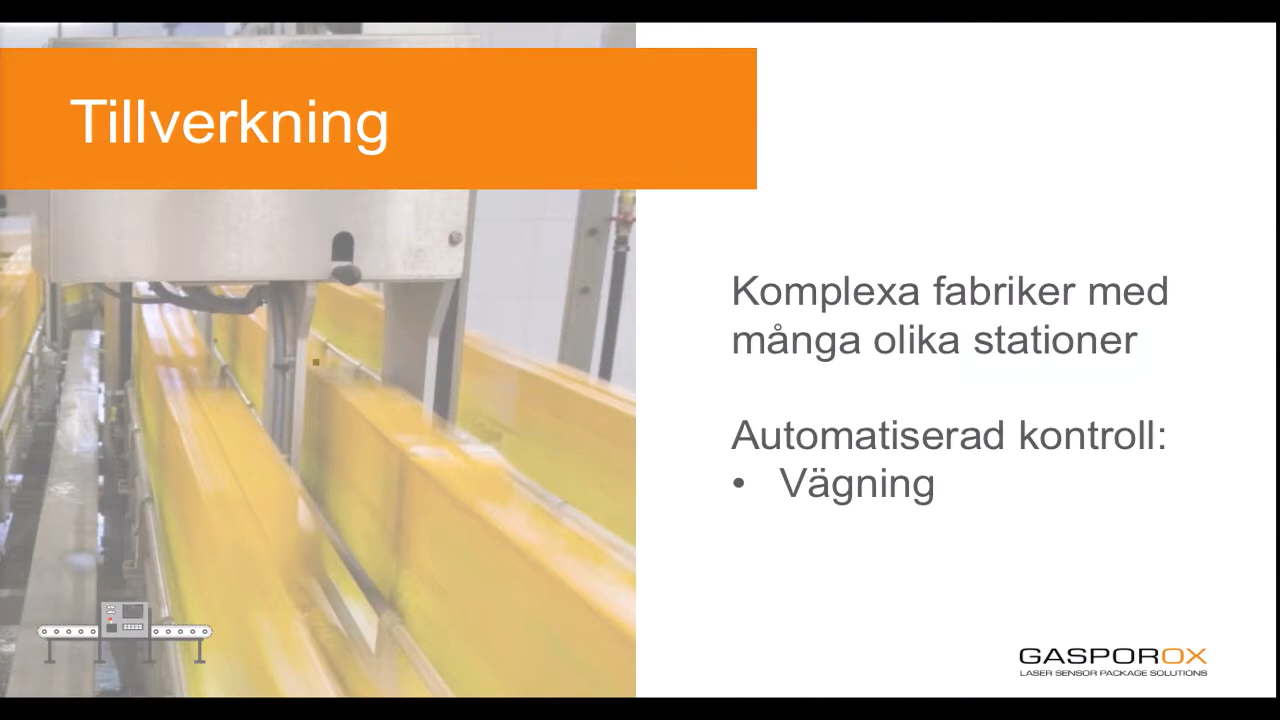 Tillverkning
Komplexa fabriker med
många olika stationer
Automatiserad kontroll:
• Vägning
GASPOROX
LASER SENSOR PACKAGE SOLUTIONS